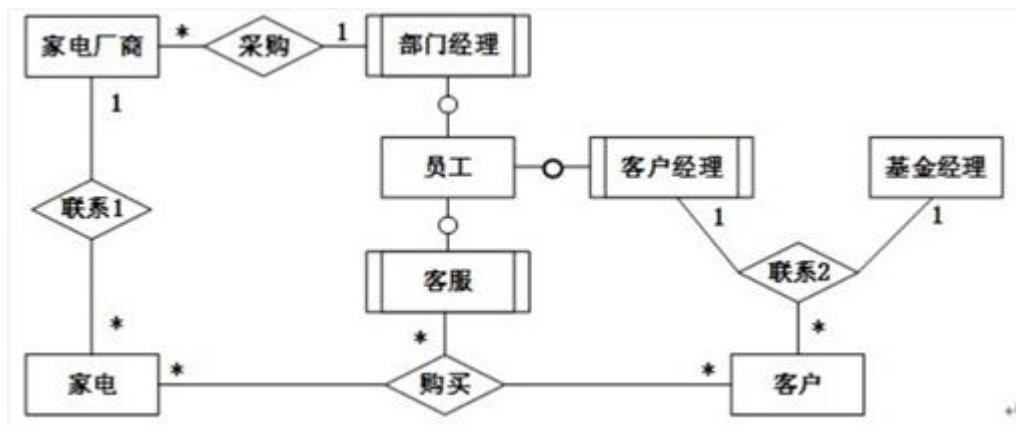 家电厂商 * 采购 1 部门经理
1
员工 客户经理 基金经理
联系1 1 1
客服 联系2
* * *
家电 * 购买 * 客户